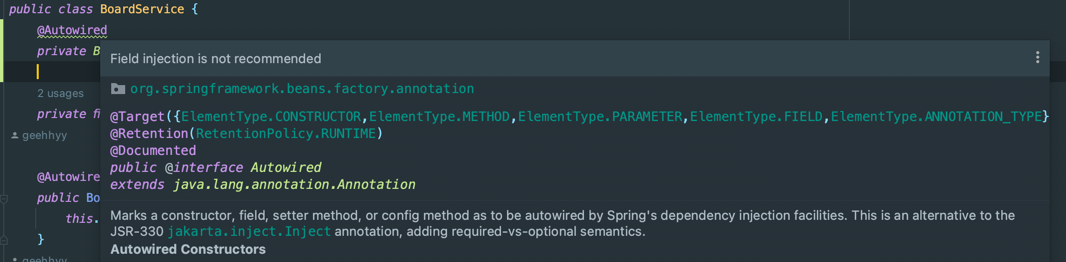 public class BoardService {
@Autowired
private B
Field injection is not recommended
org.springframework.beans.factory.annotation
2 usages
private fi
@Target({ElementType.CONSTRUCTOR,ElementType.METHOD,ElementType.PARAMETER,ElementType.FIELD,ElementType.ANNOTATION_TYPE}
geehhyy
@Retention(RetentionPolicy.RUNTIME)
@Documented
public @interface Autowired
@Autowire
extends java.lang.annotation.Annotation
public Bo
this.
}
Marks a constructor, field, setter method, or config method as to be autowired by Spring's dependency injection facilities. This is an alternative to the
JSR-330 jakarta.inject.Inject annotation, adding required-vs-optional semantics.
Autowired Constructors
geehhyy